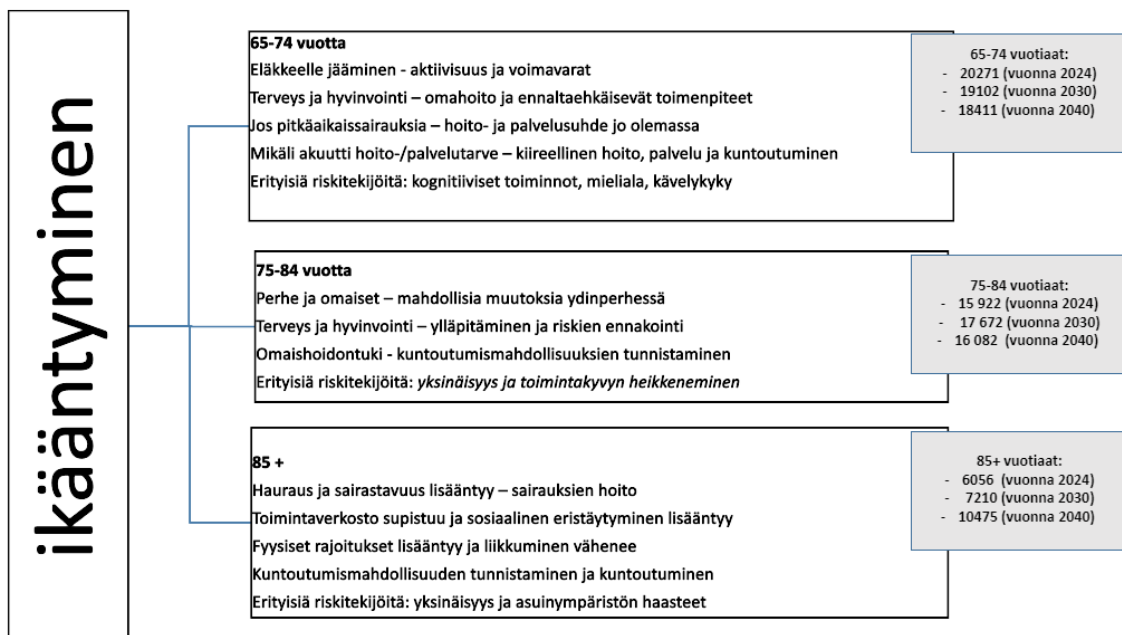 ikääntyminen
65-74 vuotta
Eläkkeelle jääminen - aktiivisuus ja voimavarat
Terveys ja hyvinvointi – omahoito ja ennaltaehkäisevät toimenpiteet
Jos pitkäaikaissairauksia – hoito- ja palvelusuhde jo olemassa
Mikäli akuutti hoito-/palvelutarve – kiireellinen hoito, palvelu ja kuntoutuminen
Erityisiä riskitekijöitä: kognitiiviset toiminnot, mieliala, kävelykyky
65-74 vuotiaat:
- 20271 (vuonna 2024)
- 19102 (vuonna 2030)
- 18411 (vuonna 2040)
75-84 vuotta
Perhe ja omaiset – mahdollisia muutoksia ydinperhessä
Terveys ja hyvinvointi – ylläpitäminen ja riskien ennakointi
Omaishoidontuki - kuntoutumismahdollisuuksien tunnistaminen
Erityisiä riskitekijöitä: yksinäisyys ja toimintakyvyn heikkeneminen
75-84 vuotiaat:
- 15 922 (vuonna 2024)
- 17 672 (vuonna 2030)
- 16 082 (vuonna 2040)
85 +
Hauraus ja sairastavuus lisääntyy – sairauksien hoito
Toimintaverkosto supistuu ja sosiaalinen eristäytyminen lisääntyy
Fyysiset rajoitukset lisääntyy ja liikkuminen vähenee
Kuntoutumismahdollisuuden tunnistaminen ja kuntoutuminen
Erityisiä riskitekijöitä: yksinäisyys ja asuinympäristön haasteet
85+ vuotiaat:
- 6056 (vuonna 2024)
- 7210 (vuonna 2030)
- 10475 (vuonna 2040)